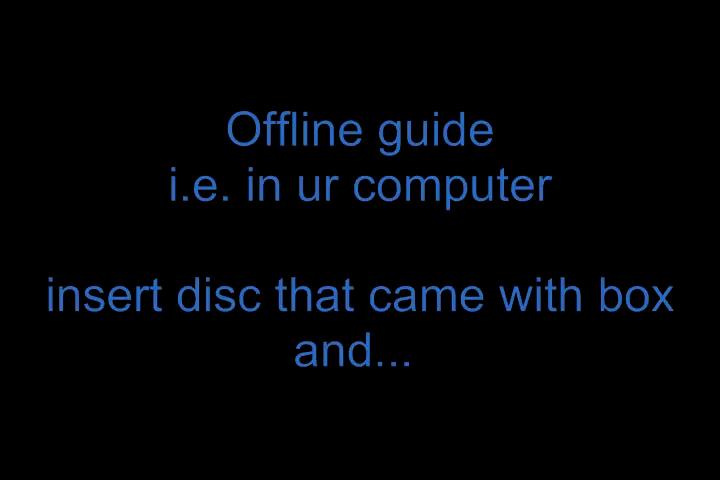 Offline guide
i.e. in ur computer
insert disc that came with box
and...